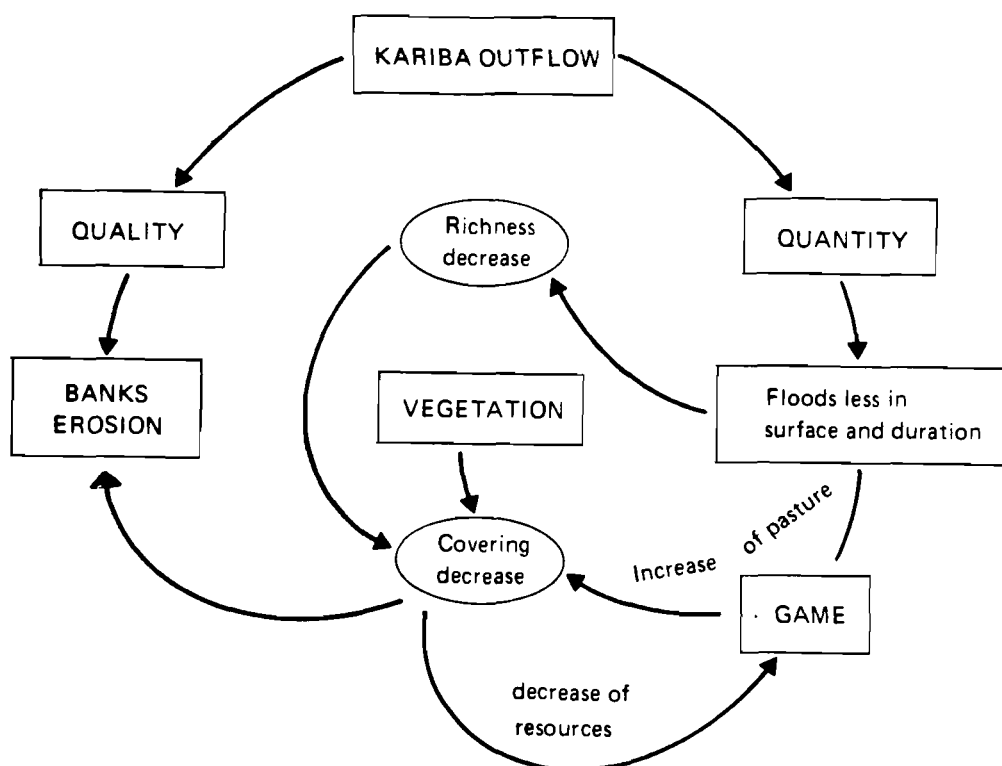 KARIBA OUTFLOW
QUALITY
Richness
decrease
QUANTITY
BANKS
EROSION
VEGETATION
Floods less in
surface and duration
Covering
decrease
Increase of pasture
GAME
decrease of
resources